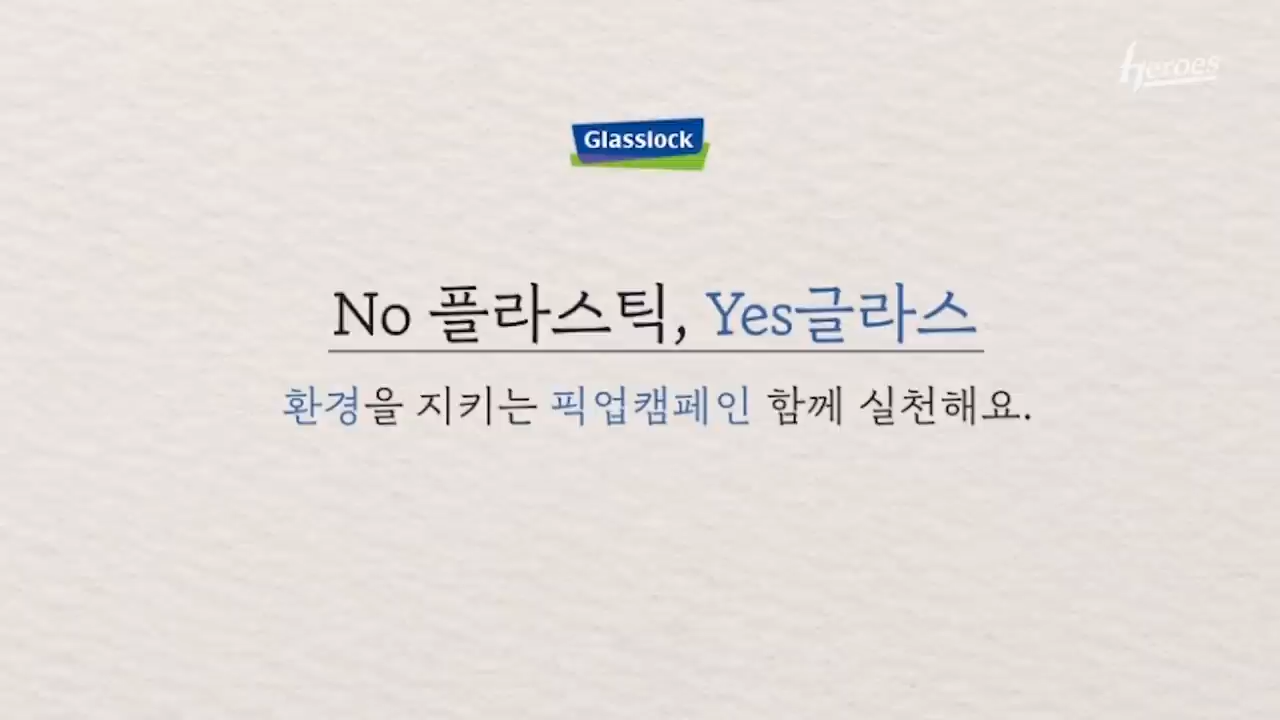 heroes
Glasslock
No 플라스틱, Yes글라스
환경을 지키는 픽업캠페인 함께 실천해요.